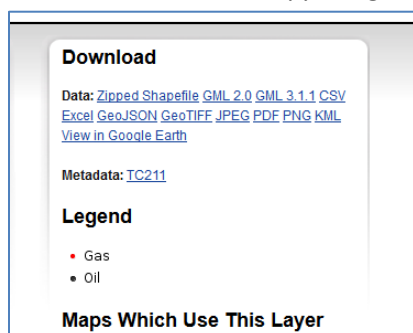 Download
Data: Zipped Shapefile GML 2.0 GML 3.1.1 CSV
Excel GeoJSON GeoTIFF JPEG PDF PNG KML
View in Google Earth
Metadata: TC211
Legend
• Gas
• Oil
Maps Which Use This Layer